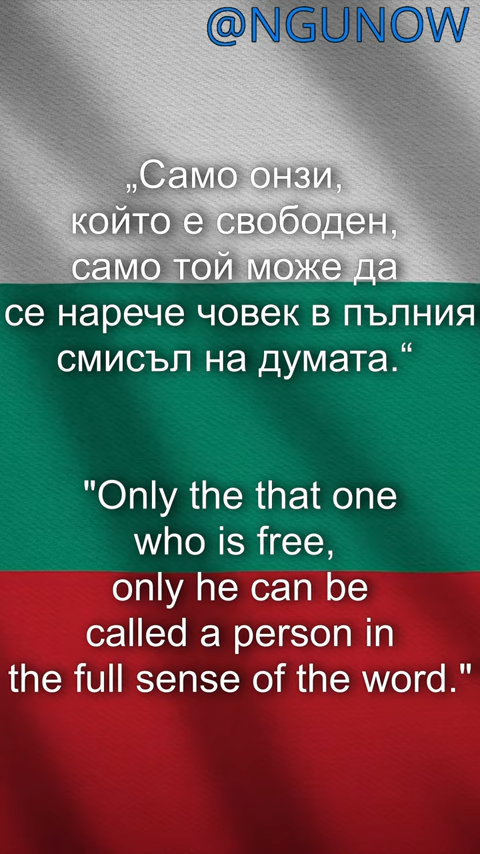 @NGUNOW
„Само онзи,
който е свободен,
само той може да
се нарече човек в пълния
смисъл на думата.“
"Only the that one
who is free,
only he can be
called a person in
the full sense of the word."